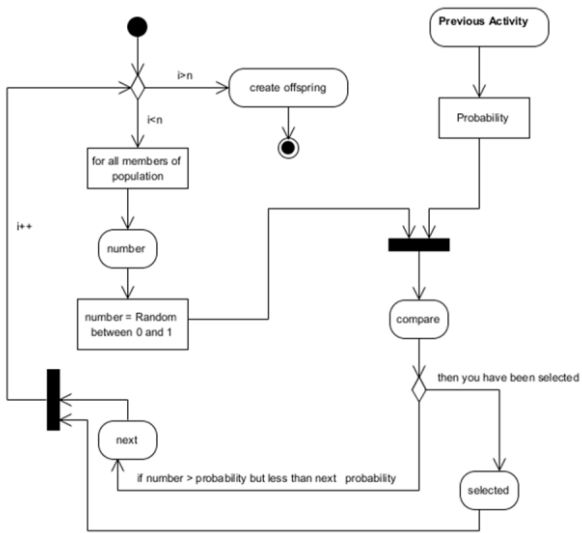 Previous Activity
i>n
create offspring
Probability
i<n
for all members of
population
i++
number
number = Random
between 0 and 1
compare
then you have been selected
next
if number > probability but less than next probability
selected